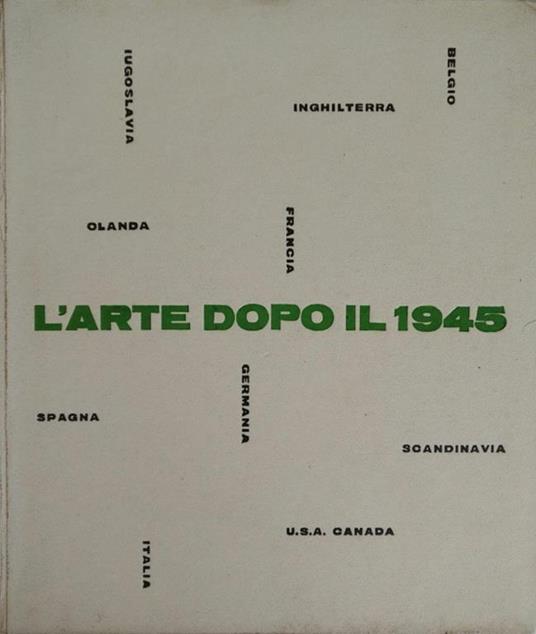 IUGOSLAVIA
BELGIO
INGHILTERRA
OLANDA
FRANCIA
L'ARTE DOPO IL 1945
GERMANIA
SPAGNA
SCANDINAVIA
U.S.A. CANADA
ITALIA